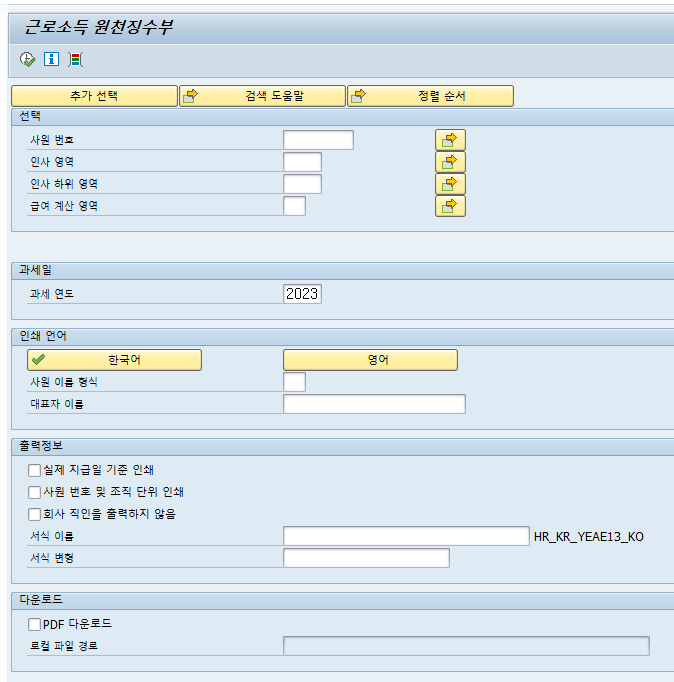 근로소득 원천징수부
추가 선택 검색 도움말 정렬 순서
선택
사원 번호
인사 영역
인사 하위 영역
급여 계산 영역
과세일
과세 연도 2023
인쇄 언어
한국어 영어
사원 이름 형식
대표자 이름
출력정보
실제 지급일 기준 인쇄
사원 번호 및 조직 단위 인쇄
회사 직인을 출력하지 않음
서식 이름 HR_KR_YEAE13_KO
서식 변형
다운로드
PDF 다운로드
로컬 파일 경로